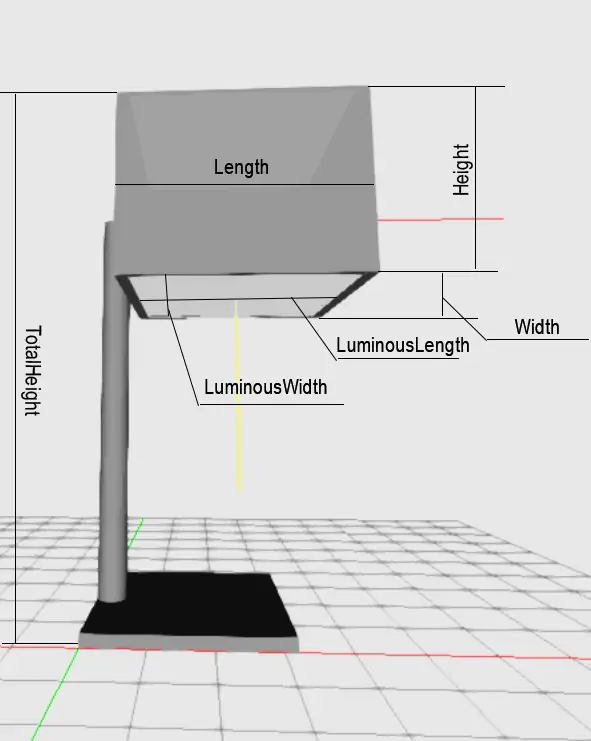 Length
Height
Width
LuminousLength
TotalHeight
LuminousWidth